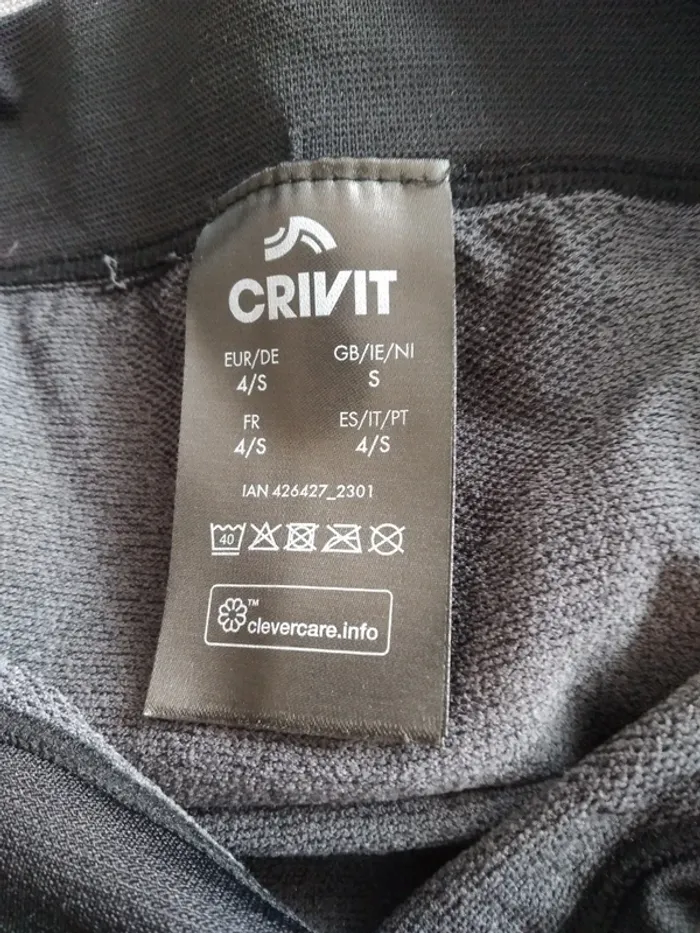 CRIVIT
EUR/DE GB/IE/NI
4/S S
FR ES/IT/PT
4/S 4/S
IAN 426427_2301
40
™ clevercare.info